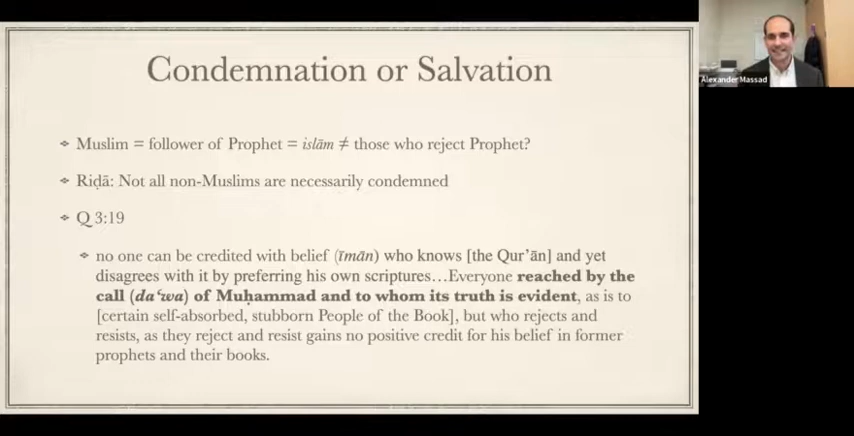 Condemnation or Salvation
Alexander Massad
Muslim = follower of Prophet = islām ≠ those who reject Prophet?
Riḍā: Not all non-Muslims are necessarily condemned
Q 3:19
no one can be credited with belief (īmān) who knows [the Qur’ān] and yet
disagrees with it by preferring his own scriptures…Everyone reached by the
call (da‘wa) of Muḥammad and to whom its truth is evident, as is to
[certain self-absorbed, stubborn People of the Book], but who rejects and
resists, as they reject and resist gains no positive credit for his belief in former
prophets and their books.